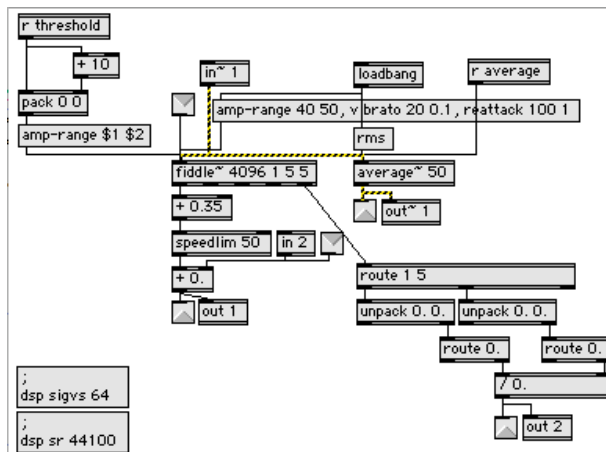 r threshold
+ 10
in~ 1
loadbang
r average
pack 0 0
amp-range 40 50, vibrato 20 0.1, reattack 100 1
amp-range $1 $2
rms
fiddle~ 4096 1 5 5
average~ 50
+ 0.35
out~ 1
speedlim 50
in 2
+ 0.
route 1 5
out 1
unpack 0. 0.
unpack 0. 0.
route 0.
route 0.
;
dsp sigvs 64
/ 0.
;
dsp sr 44100
out 2